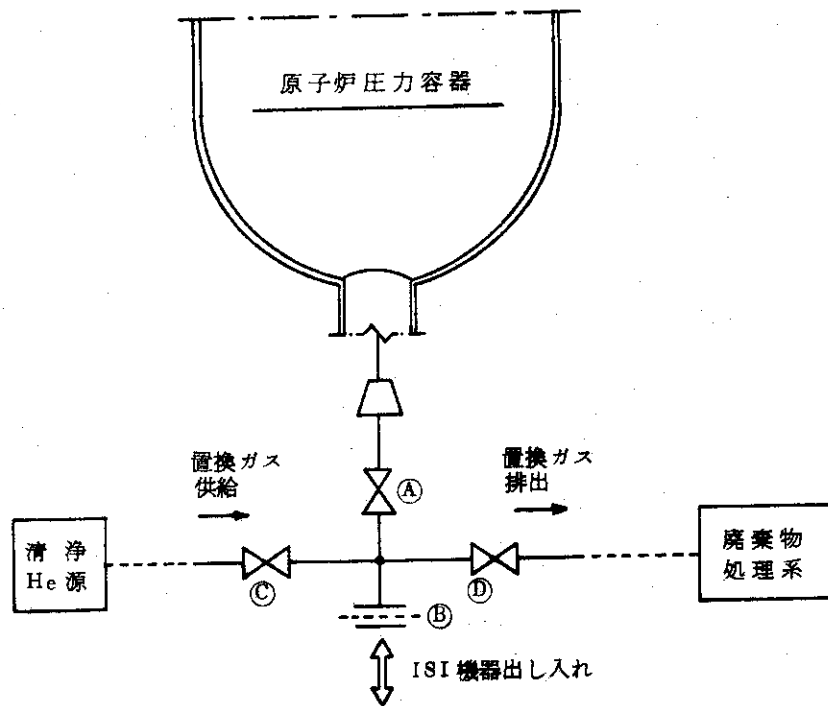 原子炉圧力容器
置換ガス
供給
置換ガス
排出
Ⓐ
清浄
He源
Ⓒ
Ⓓ
廃棄物
処理系
Ⓑ
ISI機器出し入れ